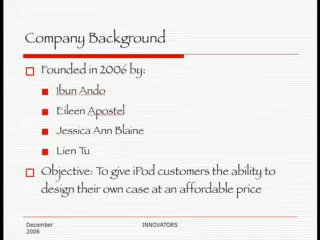 Company Background
Founded in 2006 by:
Ibun Ando
Eileen Apostel
Jessica Ann Blaine
Lien Tu
Objective: To give iPod customers the ability to
design their own case at an affordable price
December
2006
INNOVATORS